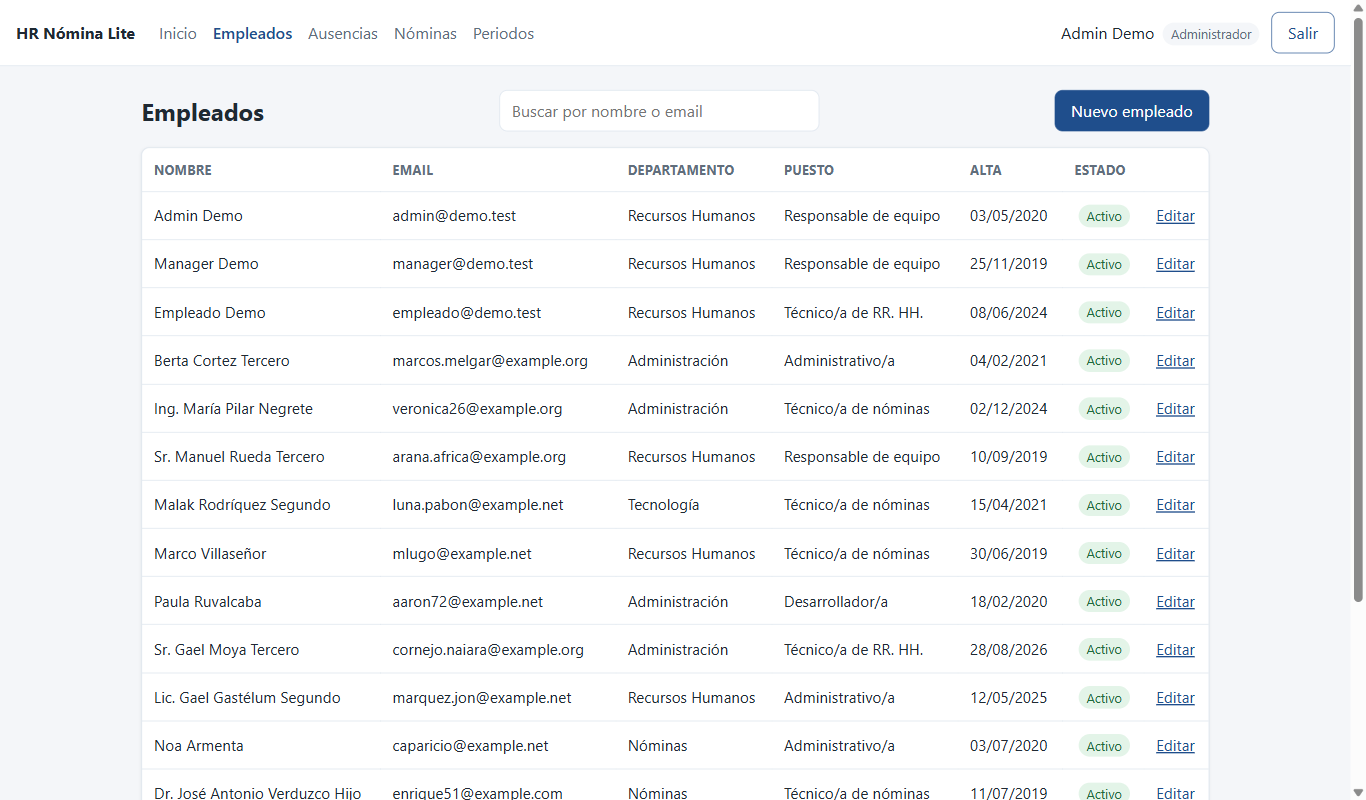 HR Nómina Lite Inicio Empleados Ausencias Nóminas Periodos Admin Demo Administrador Salir
Empleados Buscar por nombre o email Nuevo empleado
NOMBRE EMAIL DEPARTAMENTO PUESTO ALTA ESTADO
Admin Demo admin@demo.test Recursos Humanos Responsable de equipo 03/05/2020 Activo Editar
Manager Demo manager@demo.test Recursos Humanos Responsable de equipo 25/11/2019 Activo Editar
Empleado Demo empleado@demo.test Recursos Humanos Técnico/a de RR. HH. 08/06/2024 Activo Editar
Berta Cortez Tercero marcos.melgar@example.org Administración Administrativo/a 04/02/2021 Activo Editar
Ing. María Pilar Negrete veronica26@example.org Administración Técnico/a de nóminas 02/12/2024 Activo Editar
Sr. Manuel Rueda Tercero arana.africa@example.org Recursos Humanos Responsable de equipo 10/09/2019 Activo Editar
Malak Rodríquez Segundo luna.pabon@example.net Tecnología Técnico/a de nóminas 15/04/2021 Activo Editar
Marco Villaseñor mlugo@example.net Recursos Humanos Técnico/a de nóminas 30/06/2019 Activo Editar
Paula Ruvalcaba aaron72@example.net Administración Desarrollador/a 18/02/2020 Activo Editar
Sr. Gael Moya Tercero cornejo.naiara@example.org Administración Técnico/a de RR. HH. 28/08/2026 Activo Editar
Lic. Gael Gastélum Segundo marquez.jon@example.net Recursos Humanos Administrativo/a 12/05/2025 Activo Editar
Noa Armenta caparicio@example.net Nóminas Administrativo/a 03/07/2020 Activo Editar
Dr. José Antonio Verduzco Hijo enrique51@example.com Nóminas Técnico/a de nóminas 11/07/2019 Activo Editar